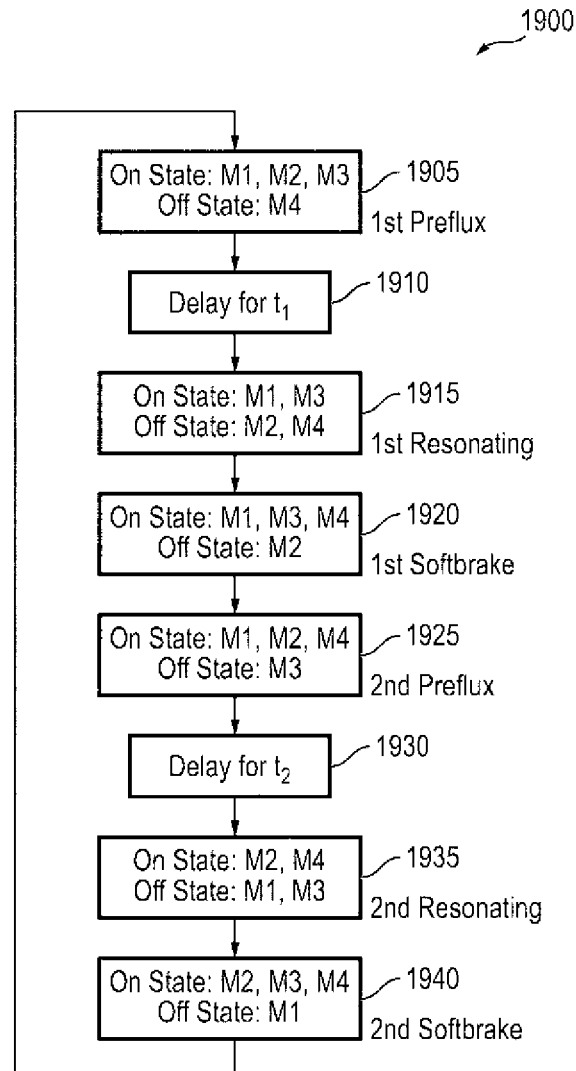 1900
On State: M1, M2, M3
Off State: M4
1905
1st Preflux
Delay for t₁
1910
On State: M1, M3
Off State: M2, M4
1915
1st Resonating
On State: M1, M3, M4
Off State: M2
1920
1st Softbrake
On State: M1, M2, M4
Off State: M3
1925
2nd Preflux
Delay for t₂
1930
On State: M2, M4
Off State: M1, M3
1935
2nd Resonating
On State: M2, M3, M4
Off State: M1
1940
2nd Softbrake